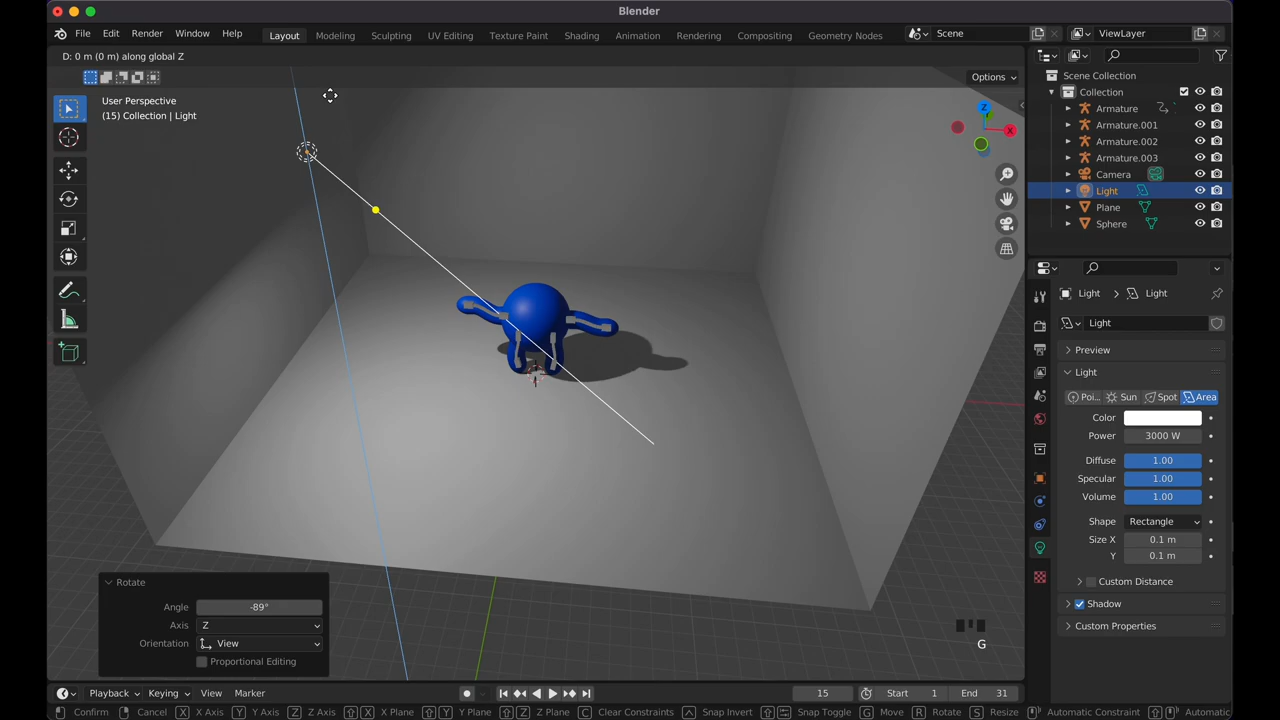 Blender
File Edit Render Window Help Layout Modeling Sculpting UV Editing Texture Paint Shading Animation Rendering Compositing Geometry Nodes Scene ViewLayer
D: 0 m (0 m) along global Z
Options
User Perspective
(15) Collection | Light
Z
X
Scene Collection
Collection
Armature
Armature.001
Armature.002
Armature.003
Camera
Light
Plane
Sphere
Light Light
Light
Preview
Light
Poi... Sun Spot Area
Color
Power 3000 W
Diffuse 1.00
Specular 1.00
Volume 1.00
Shape Rectangle
Size X 0.1 m
Y 0.1 m
Custom Distance
Shadow
Custom Properties
Rotate
Angle -89°
Axis Z
Orientation View
Proportional Editing
G
Playback Keying View Marker 15 Start 1 End 31
Confirm Cancel X X Axis Y Y Axis Z Z Axis X X Plane Y Y Plane Z Z Plane C Clear Constraints Snap Invert Snap Toggle G Move R Rotate S Resize Automatic Constraint Automatic